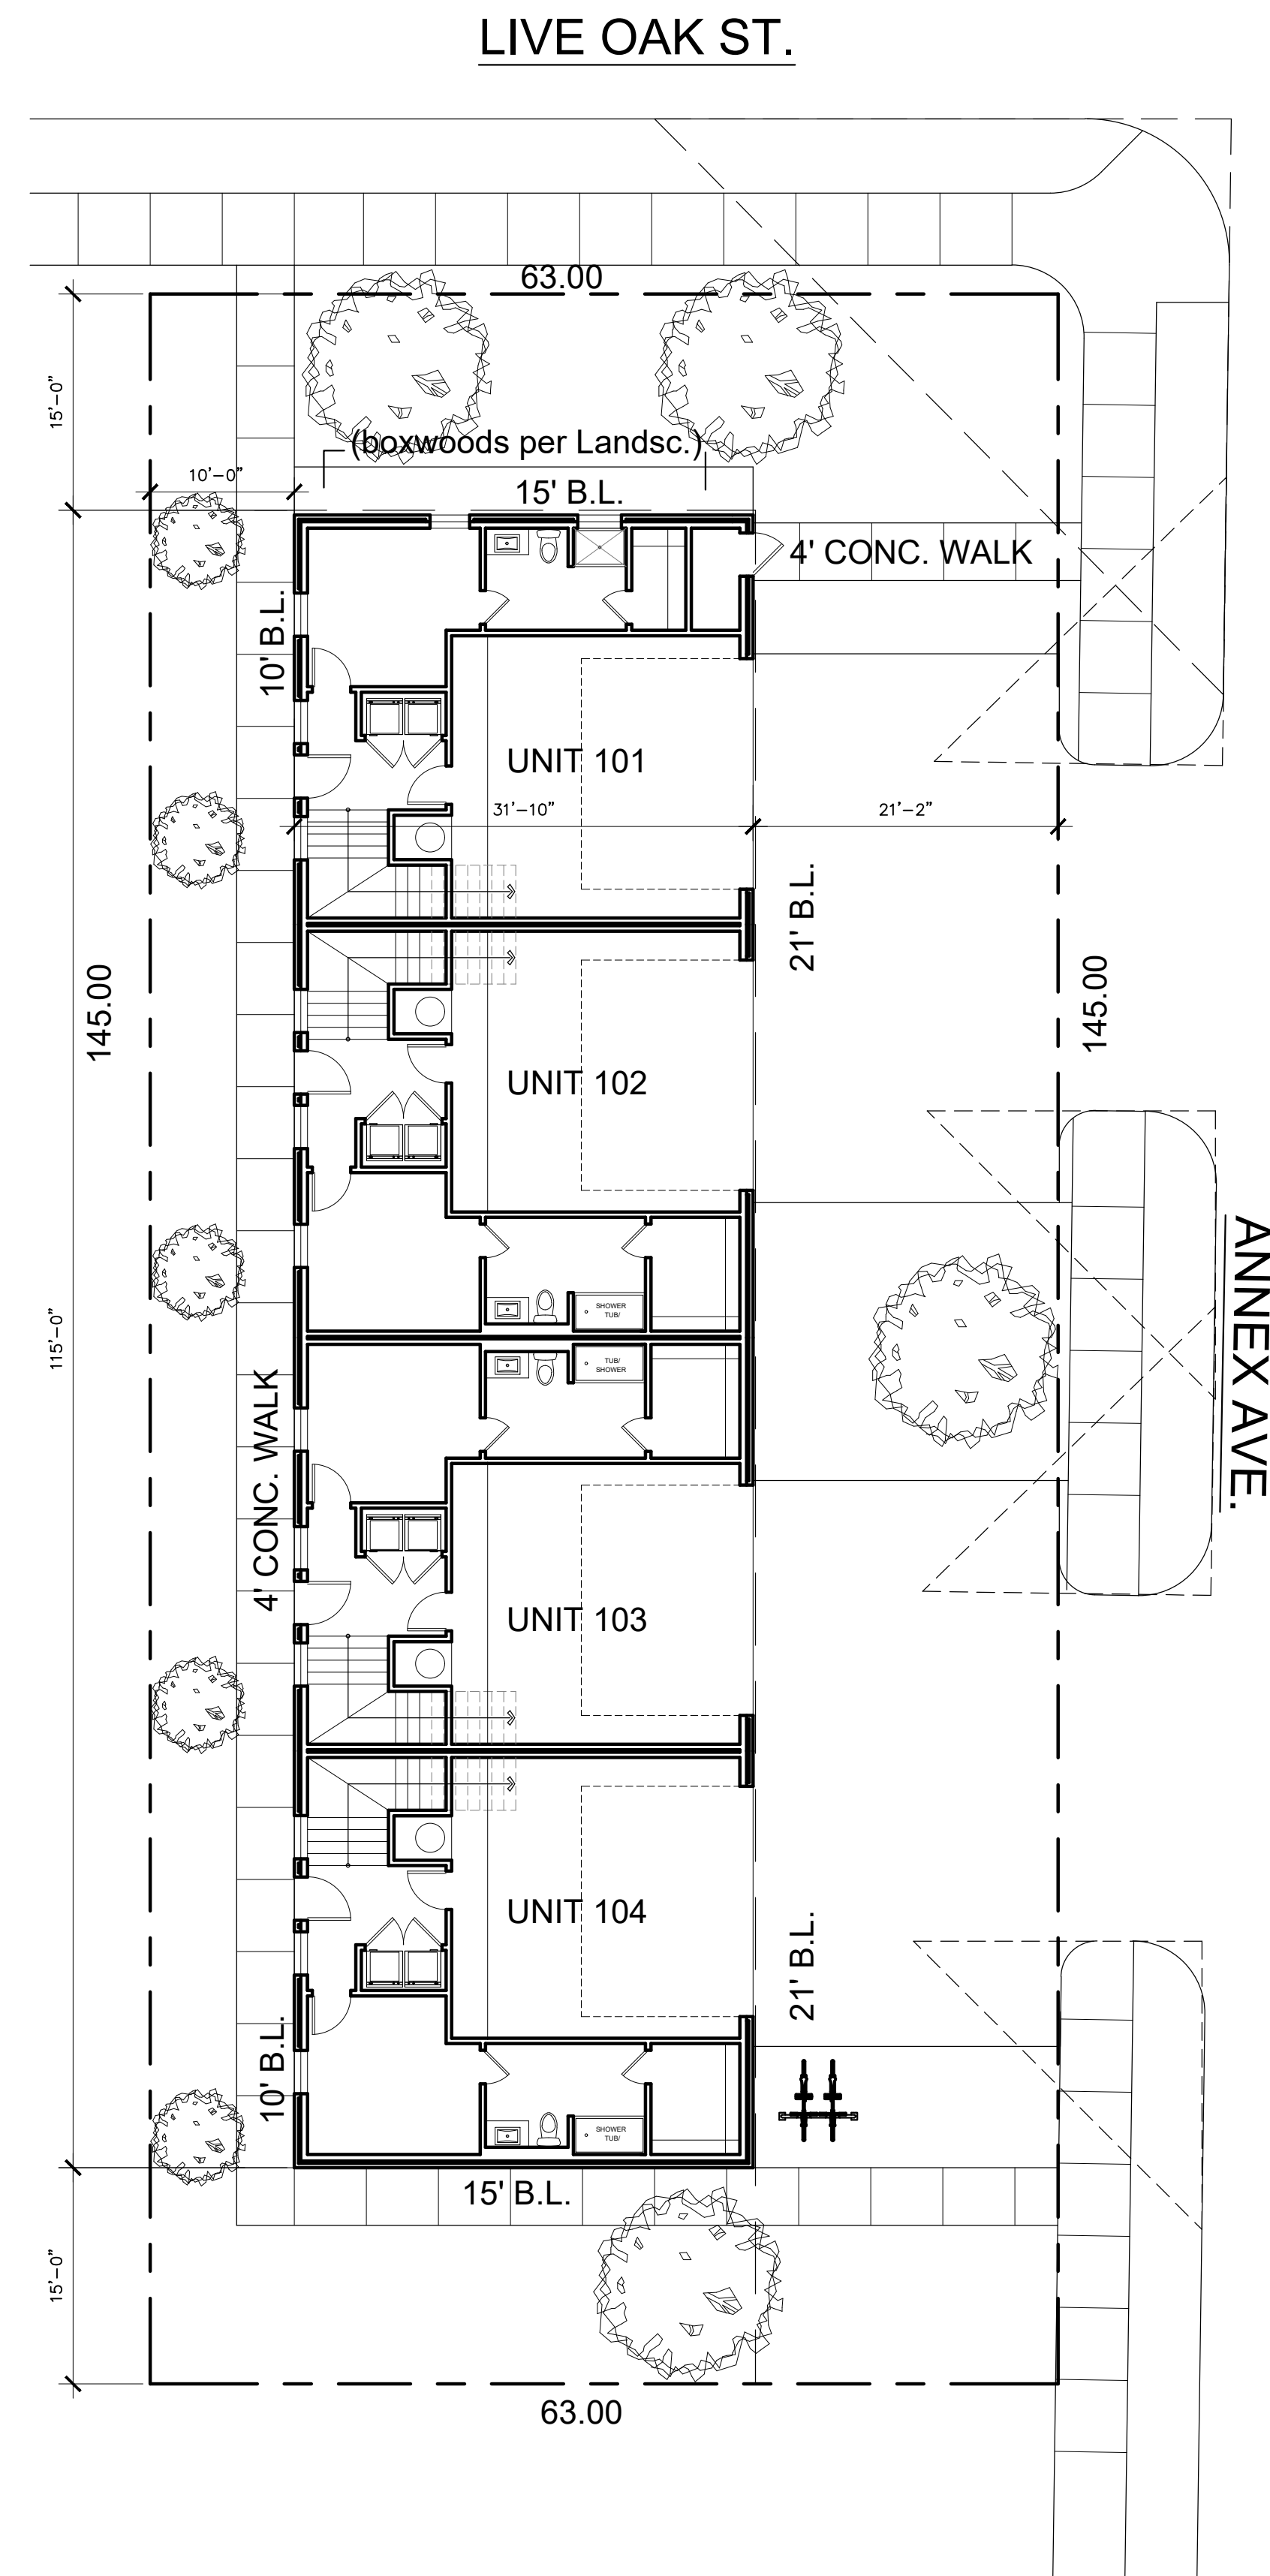 LIVE OAK ST.
63.00
15'-0"
(boxwoods per Landsc.)
10'-0"
15' B.L.
4' CONC. WALK
10' B.L.
UNIT 101
31'-10"
21'-2"
21' B.L.
145.00
145.00
UNIT 102
ANNEX AVE.
SHOWER
TUB/
115'-0"
TUB/
SHOWER
4' CONC. WALK
UNIT 103
UNIT 104
21' B.L.
10' B.L.
SHOWER
TUB/
15' B.L.
15'-0"
63.00